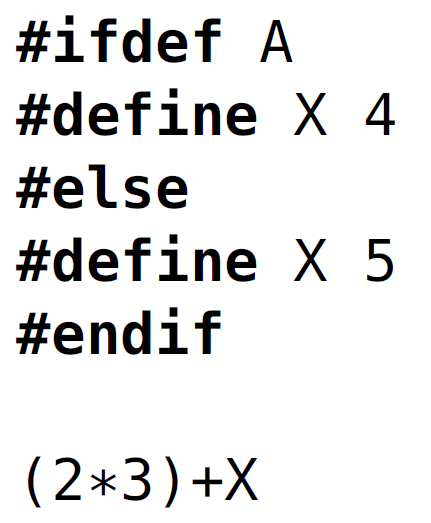 #ifdef A
#define X 4
#else
#define X 5
#endif

(2*3)+X